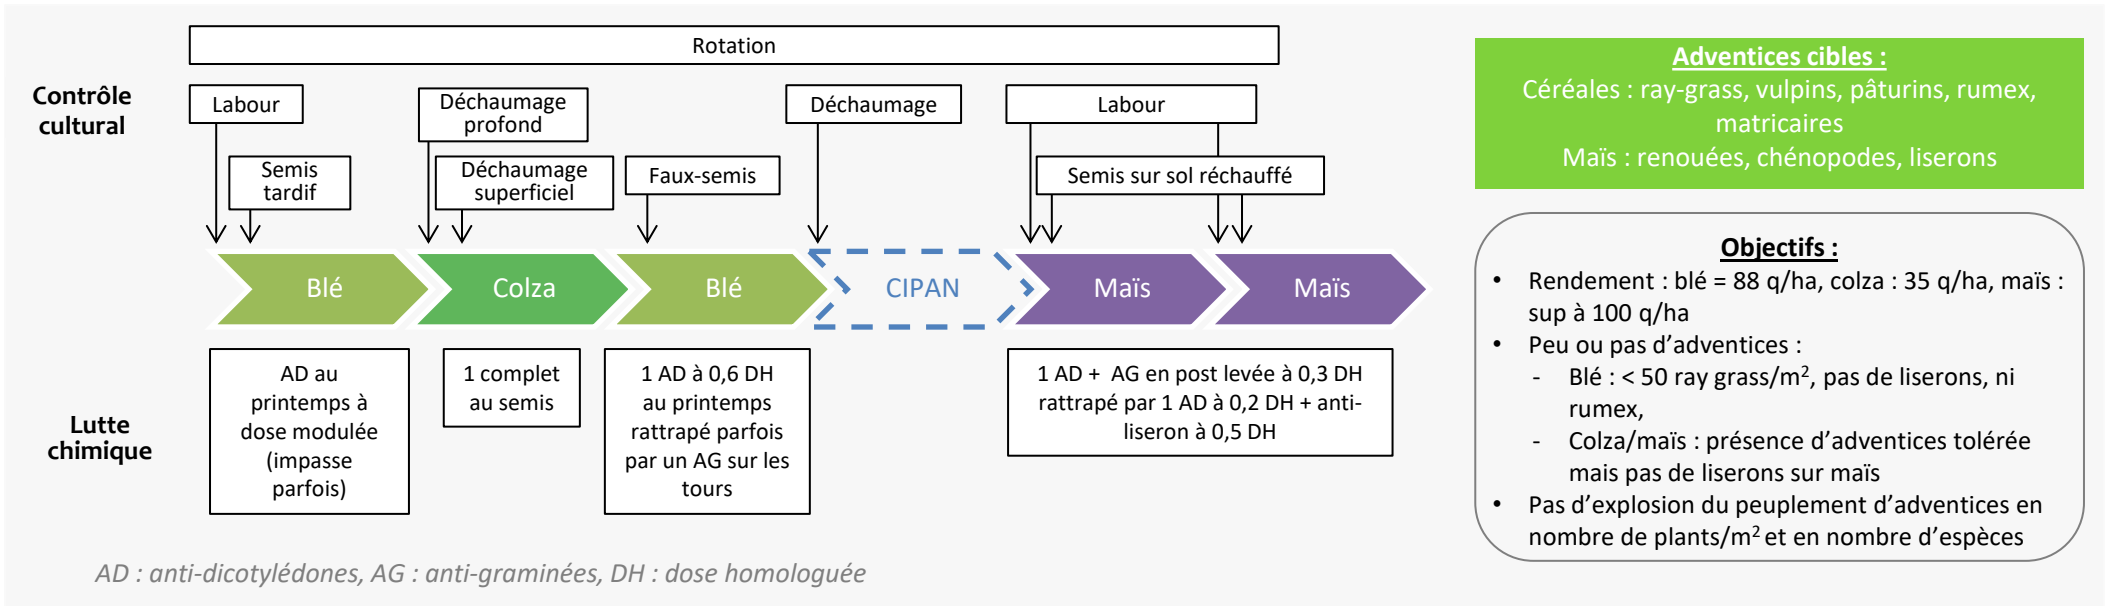 Rotation
Contrôle
cultural
Labour
Déchaumage
profond
Déchaumage
Labour
Semis
tardif
Déchaumage
superficiel
Faux-semis
Semis sur sol réchauffé
Blé
Colza
Blé
CIPAN
Maïs
Maïs
Lutte
chimique
AD au
printemps à
dose modulée
(impasse
parfois)
1 complet
au semis
1 AD à 0,6 DH
au printemps
rattrapé parfois
par un AG sur les
tours
1 AD + AG en post levée à 0,3 DH
rattrapé par 1 AD à 0,2 DH + anti-
liseron à 0,5 DH
AD : anti-dicotylédones, AG : anti-graminées, DH : dose homologuée
Adventices cibles :
Céréales : ray-grass, vulpins, pâturins, rumex,
matricaires
Maïs : renouées, chénopodes, liserons
Objectifs :
• Rendement : blé = 88 q/ha, colza : 35 q/ha, maïs :
sup à 100 q/ha
• Peu ou pas d’adventices :
- Blé : < 50 ray grass/m², pas de liserons, ni
rumex,
- Colza/maïs : présence d’adventices tolérée
mais pas de liserons sur maïs
• Pas d’explosion du peuplement d’adventices en
nombre de plants/m² et en nombre d’espèces